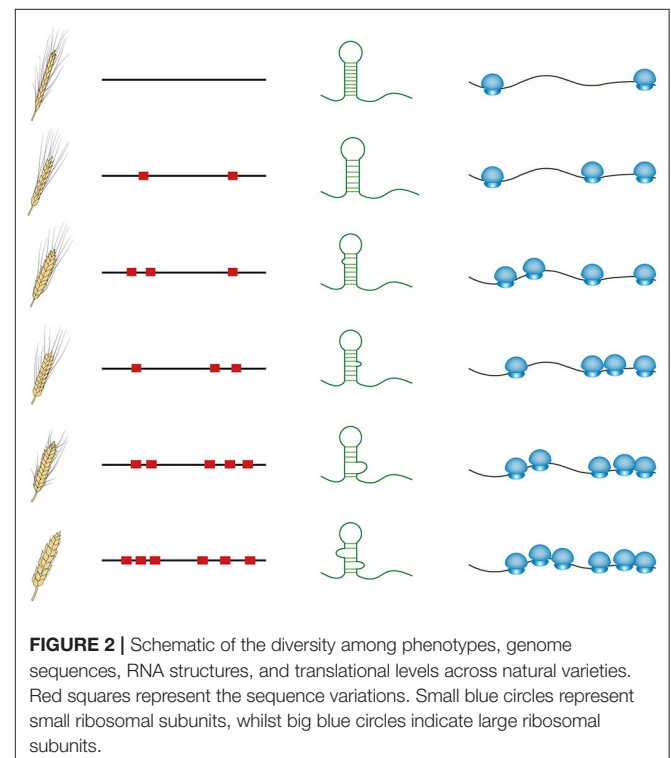 FIGURE 2 | Schematic of the diversity among phenotypes, genome
sequences, RNA structures, and translational levels across natural varieties.
Red squares represent the sequence variations. Small blue circles represent
small ribosomal subunits, whilst big blue circles indicate large ribosomal
subunits.